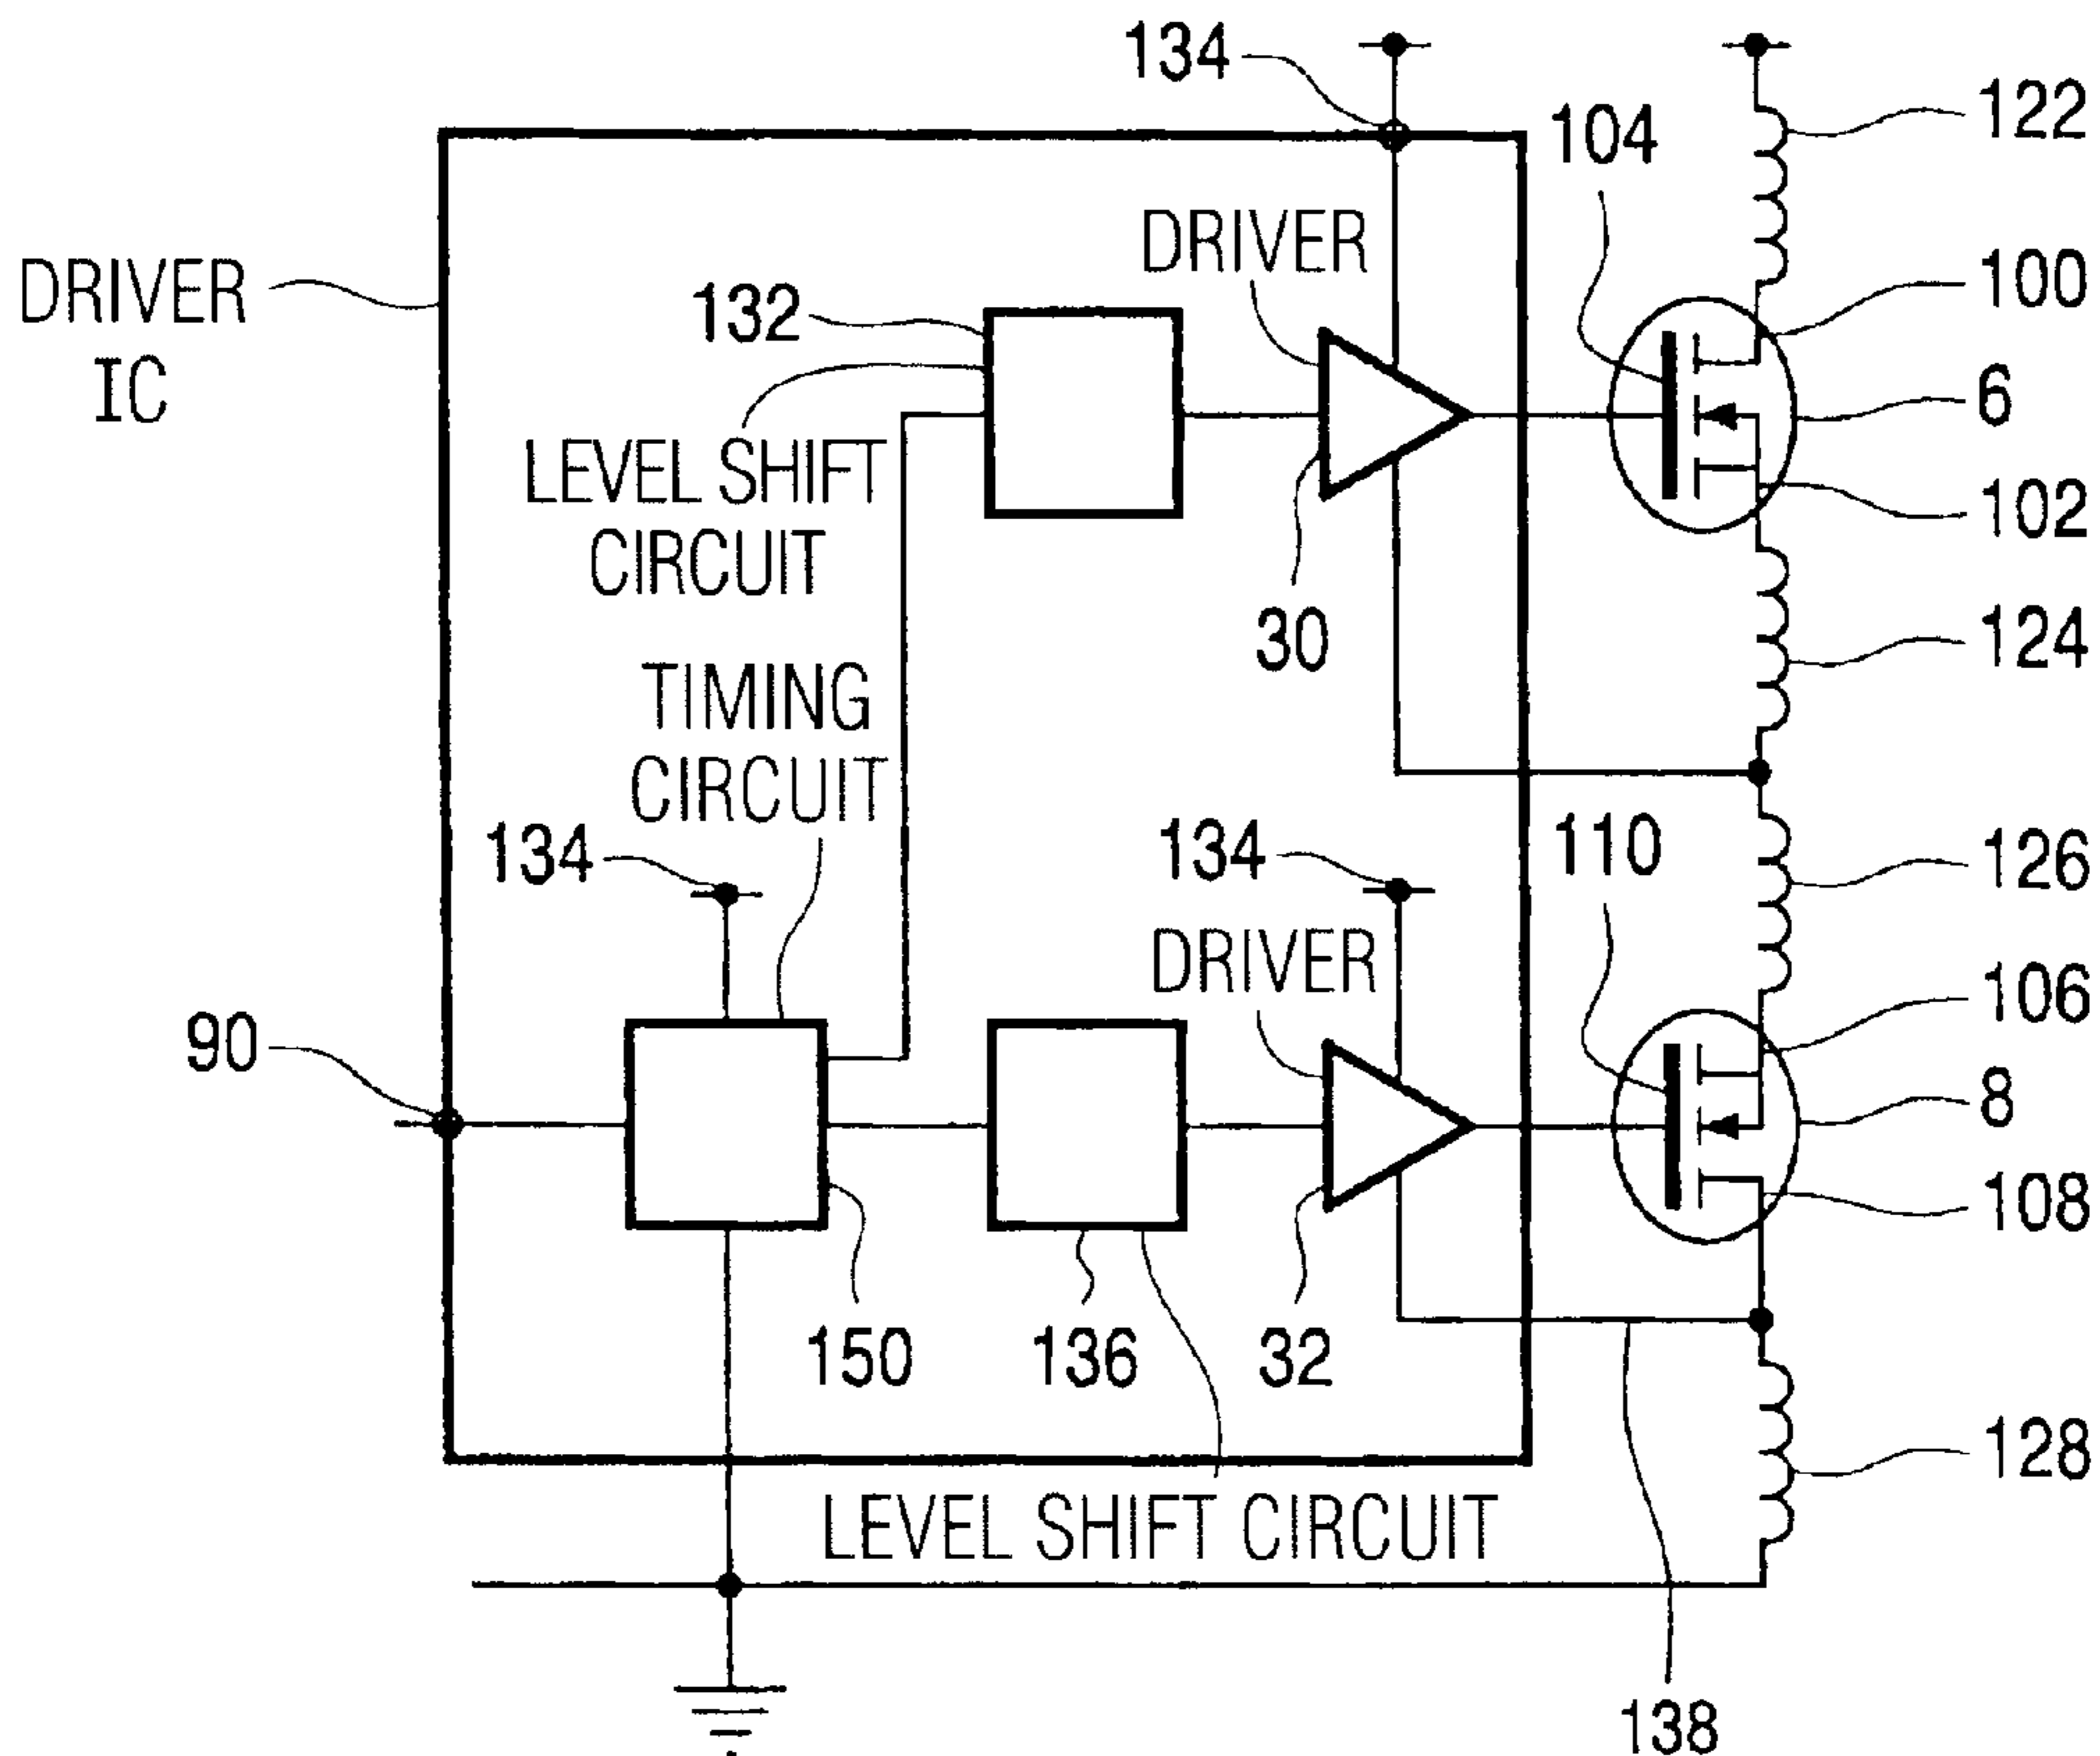 134
122
104
DRIVER
100
DRIVER
IC
132
6
LEVEL SHIFT
CIRCUIT
102
30
124
TIMING
CIRCUIT
134
134
110
126
DRIVER
106
90
8
108
150
136
32
128
LEVEL SHIFT CIRCUIT
138